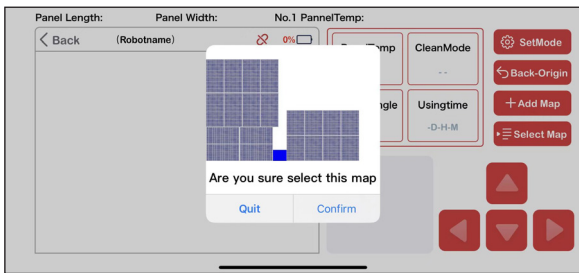 Panel Length: Panel Width: No.1 PannelTemp:
Back (Robotname) 0%
CleanMode
--
Usingtime
-D-H-M
SetMode
Back-Origin
+Add Map
Select Map
Are you sure select this map
Quit Confirm